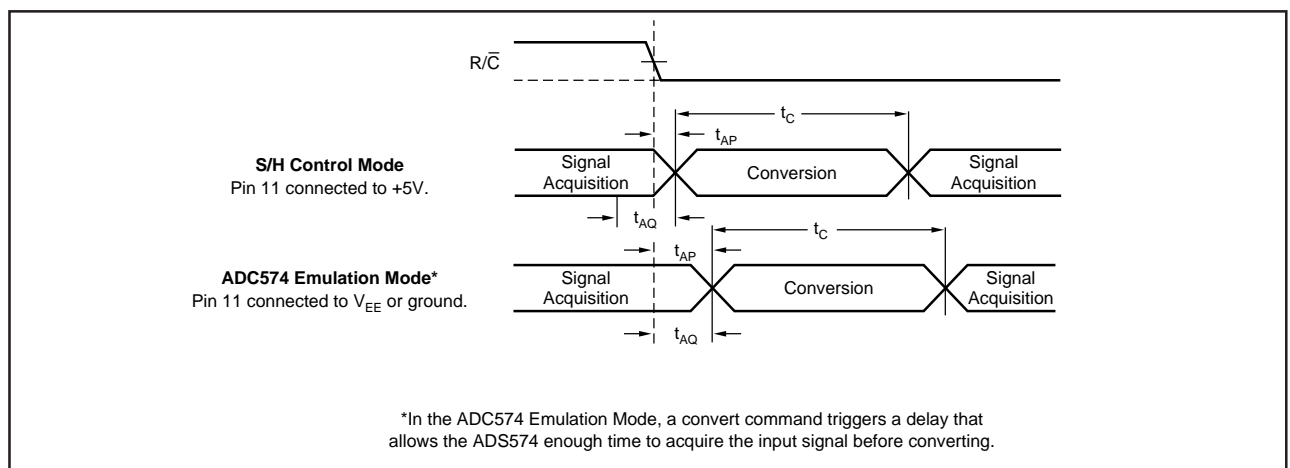 R/C̅
t_C
t_AP
S/H Control Mode
Pin 11 connected to +5V.
Signal
Acquisition
Conversion
Signal
Acquisition
t_AQ
t_C
t_AP
ADC574 Emulation Mode*
Pin 11 connected to V_EE or ground.
Signal
Acquisition
Conversion
Signal
Acquisition
t_AQ
*In the ADC574 Emulation Mode, a convert command triggers a delay that
allows the ADS574 enough time to acquire the input signal before converting.